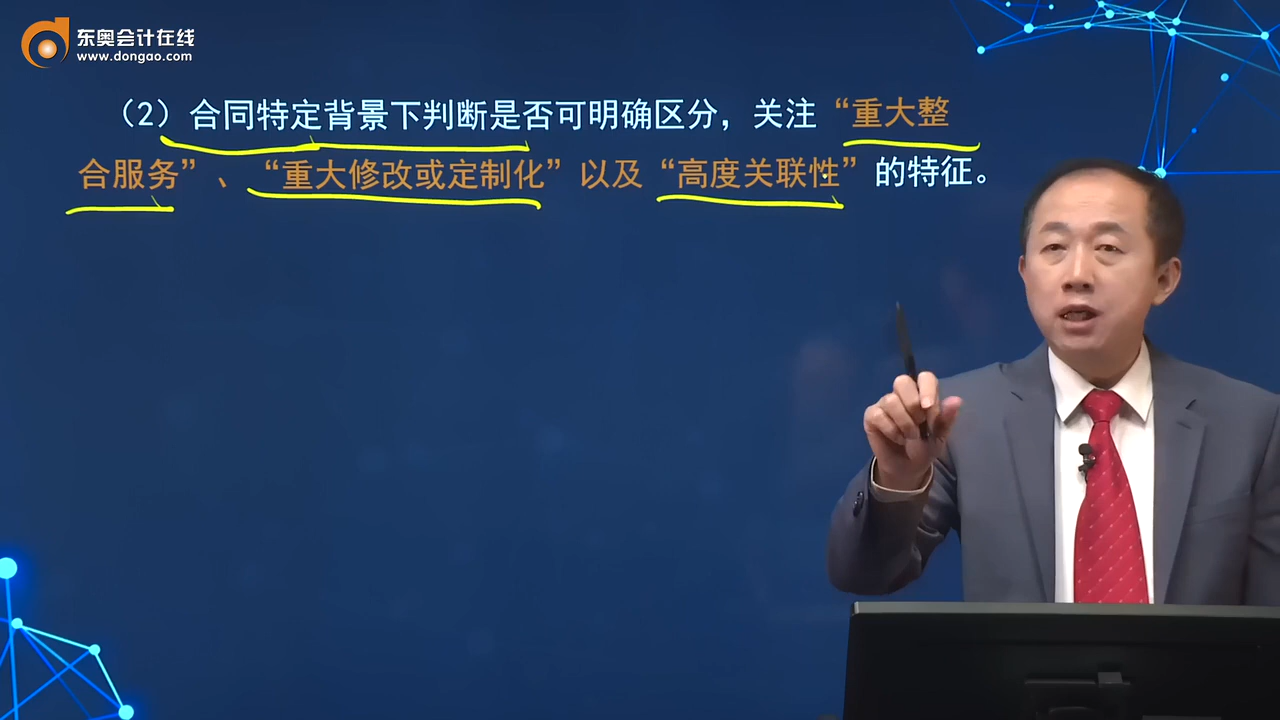 东奥会计在线
www.dongao.com
（2）合同特定背景下判断是否可明确区分，关注“重大整
合服务”、“重大修改或定制化”以及“高度关联性”的特征。